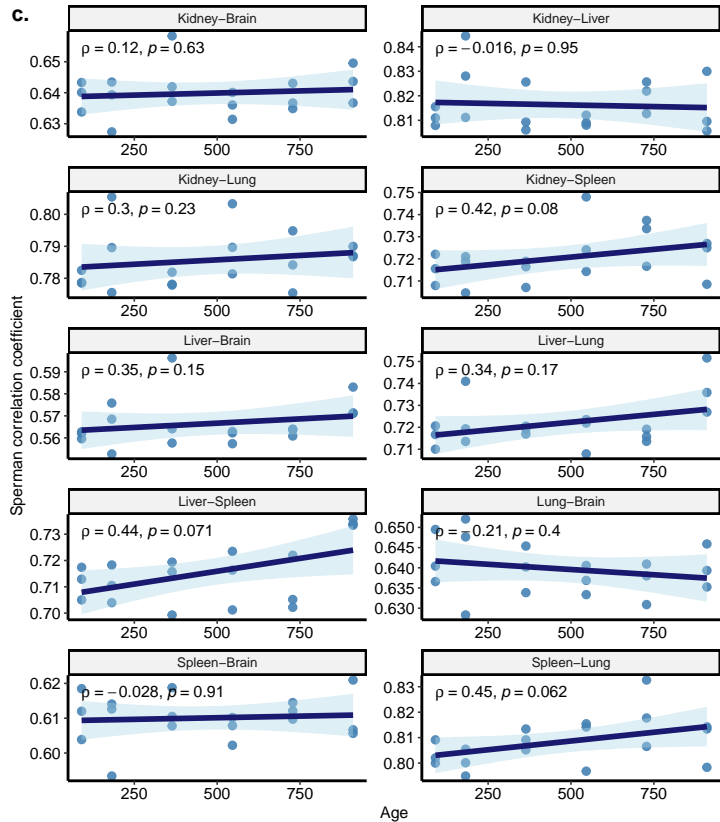 c.
Sperman correlation coefficient
Kidney−Brain
ρ = 0.12, p = 0.63
0.65
0.64
0.63
250 500 750
Kidney−Liver
ρ = −0.016, p = 0.95
0.84
0.83
0.82
0.81
250 500 750
Kidney−Lung
ρ = 0.3, p = 0.23
0.80
0.79
0.78
250 500 750
Kidney−Spleen
ρ = 0.42, p = 0.08
0.75
0.74
0.73
0.72
0.71
250 500 750
Liver−Brain
ρ = 0.35, p = 0.15
0.59
0.58
0.57
0.56
250 500 750
Liver−Lung
ρ = 0.34, p = 0.17
0.75
0.74
0.73
0.72
0.71
250 500 750
Liver−Spleen
ρ = 0.44, p = 0.071
0.73
0.72
0.71
0.70
250 500 750
Lung−Brain
ρ = −0.21, p = 0.4
0.650
0.645
0.640
0.635
0.630
250 500 750
Spleen−Brain
ρ = −0.028, p = 0.91
0.62
0.61
0.60
250 500 750
Spleen−Lung
ρ = 0.45, p = 0.062
0.83
0.82
0.81
0.80
250 500 750
Age